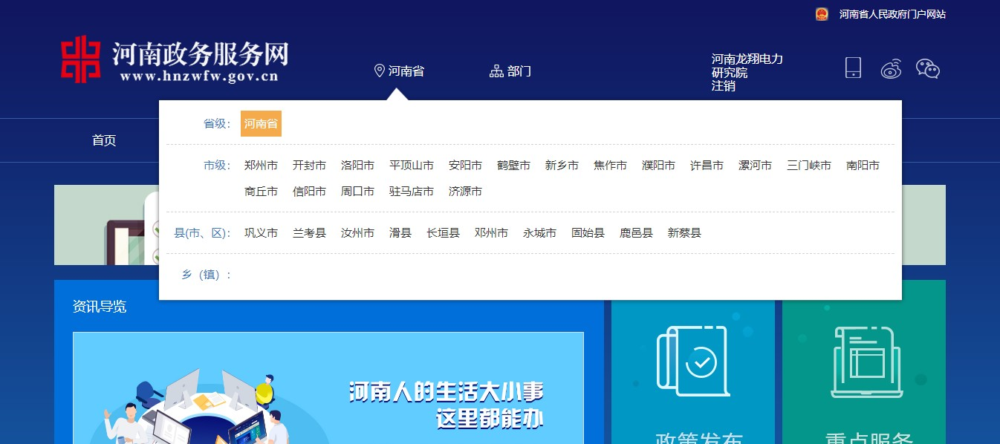 河南省人民政府门户网站
河南政务服务网
www.hnzwfw.gov.cn
河南省
部门
河南龙翔电力
研究院
注销
首页
省级： 河南省
市级： 郑州市 开封市 洛阳市 平顶山市 安阳市 鹤壁市 新乡市 焦作市 濮阳市 许昌市 漯河市 三门峡市 南阳市
商丘市 信阳市 周口市 驻马店市 济源市
县(市、区)： 巩义市 兰考县 汝州市 滑县 长垣县 邓州市 永城市 固始县 鹿邑县 新蔡县
乡（镇）：
资讯导览
河南人的生活大小事
这里都能办
政策发布
重点服务